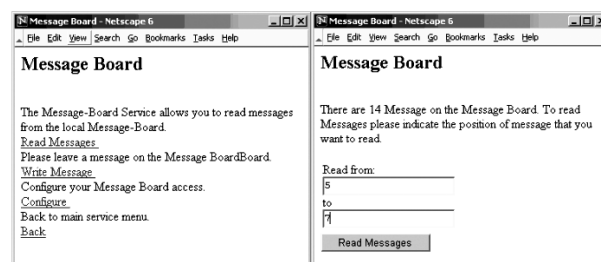 Message Board - Netscape 6
File Edit View Search Go Bookmarks Tasks Help
Message Board
The Message-Board Service allows you to read messages
from the local Message-Board.
Read Messages
Please leave a message on the Message BoardBoard.
Write Message
Configure your Message Board access.
Configure
Back to main service menu.
Back
Message Board - Netscape 6
File Edit View Search Go Bookmarks Tasks Help
Message Board
There are 14 Message on the Message Board. To read
Messages please indicate the position of message that you
want to read.
Read from:
5
to
7
Read Messages